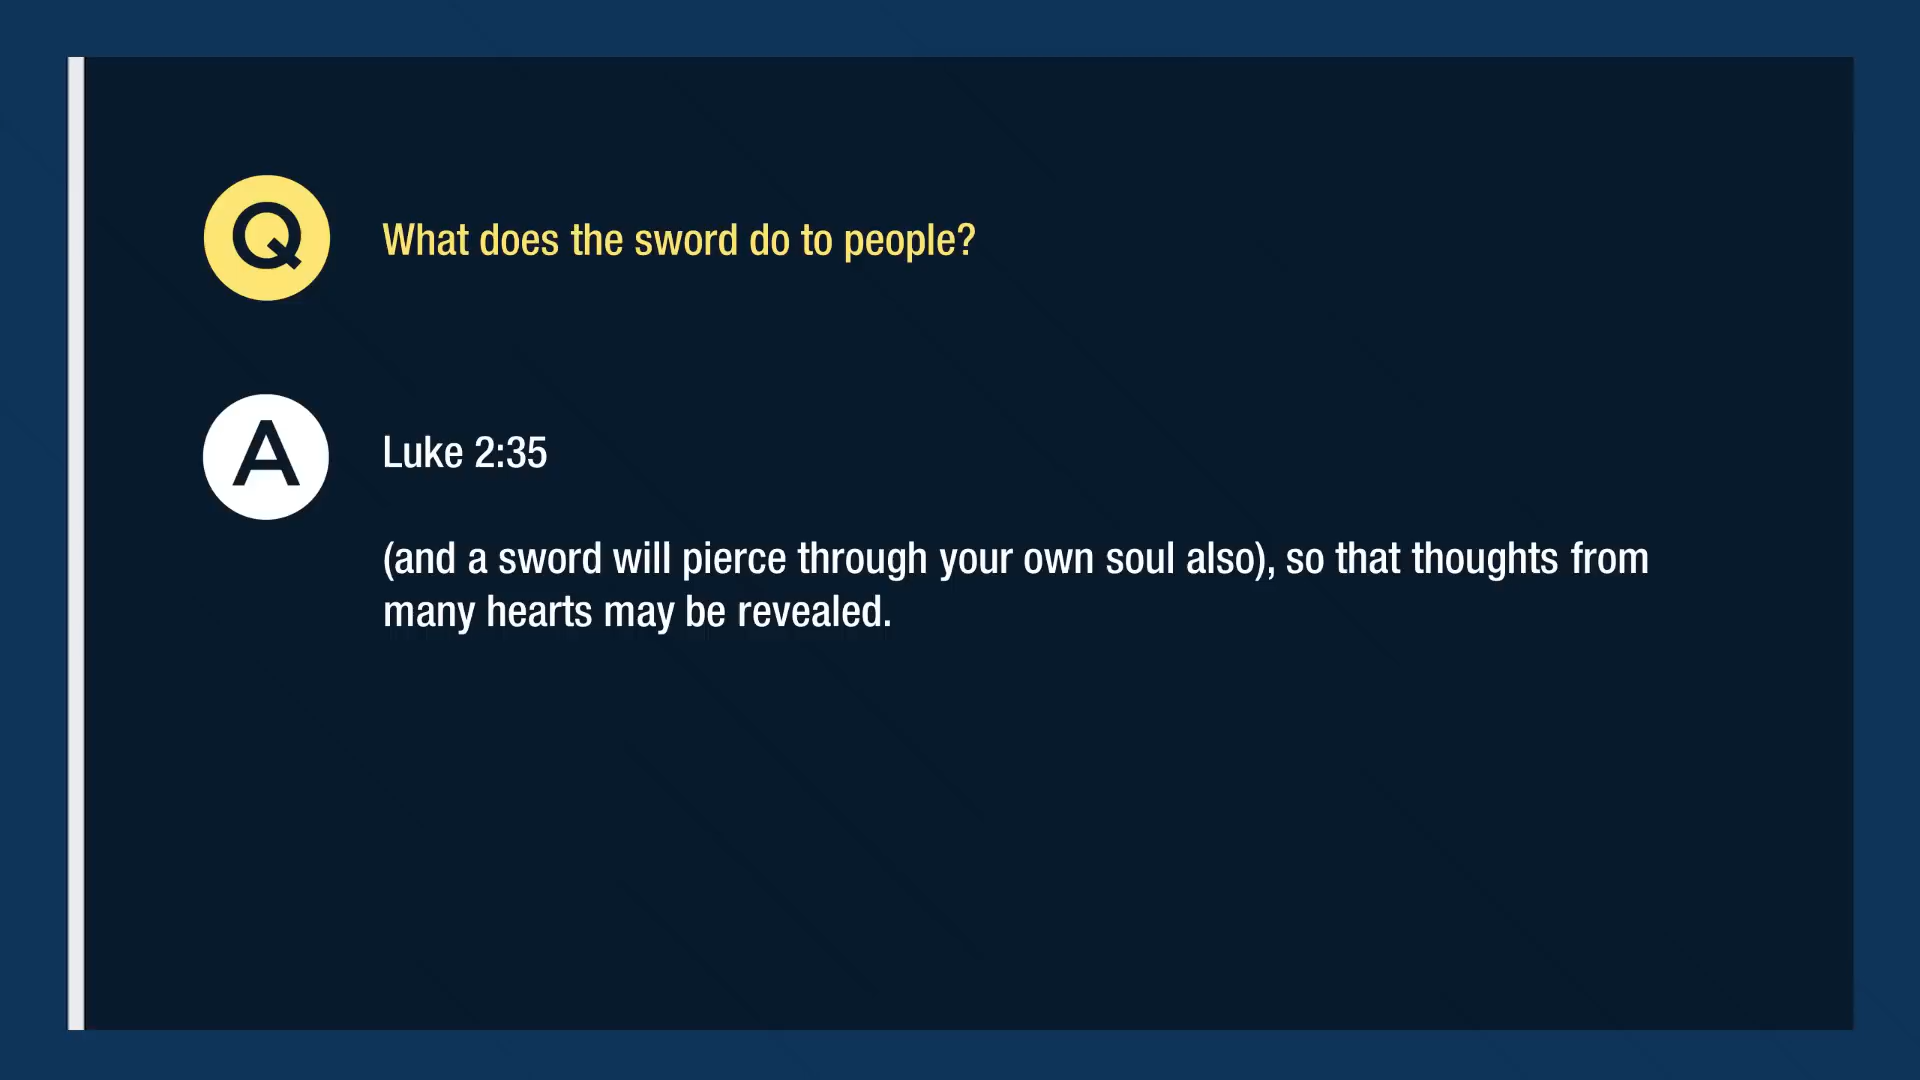 Q What does the sword do to people?
A Luke 2:35
(and a sword will pierce through your own soul also), so that thoughts from
many hearts may be revealed.